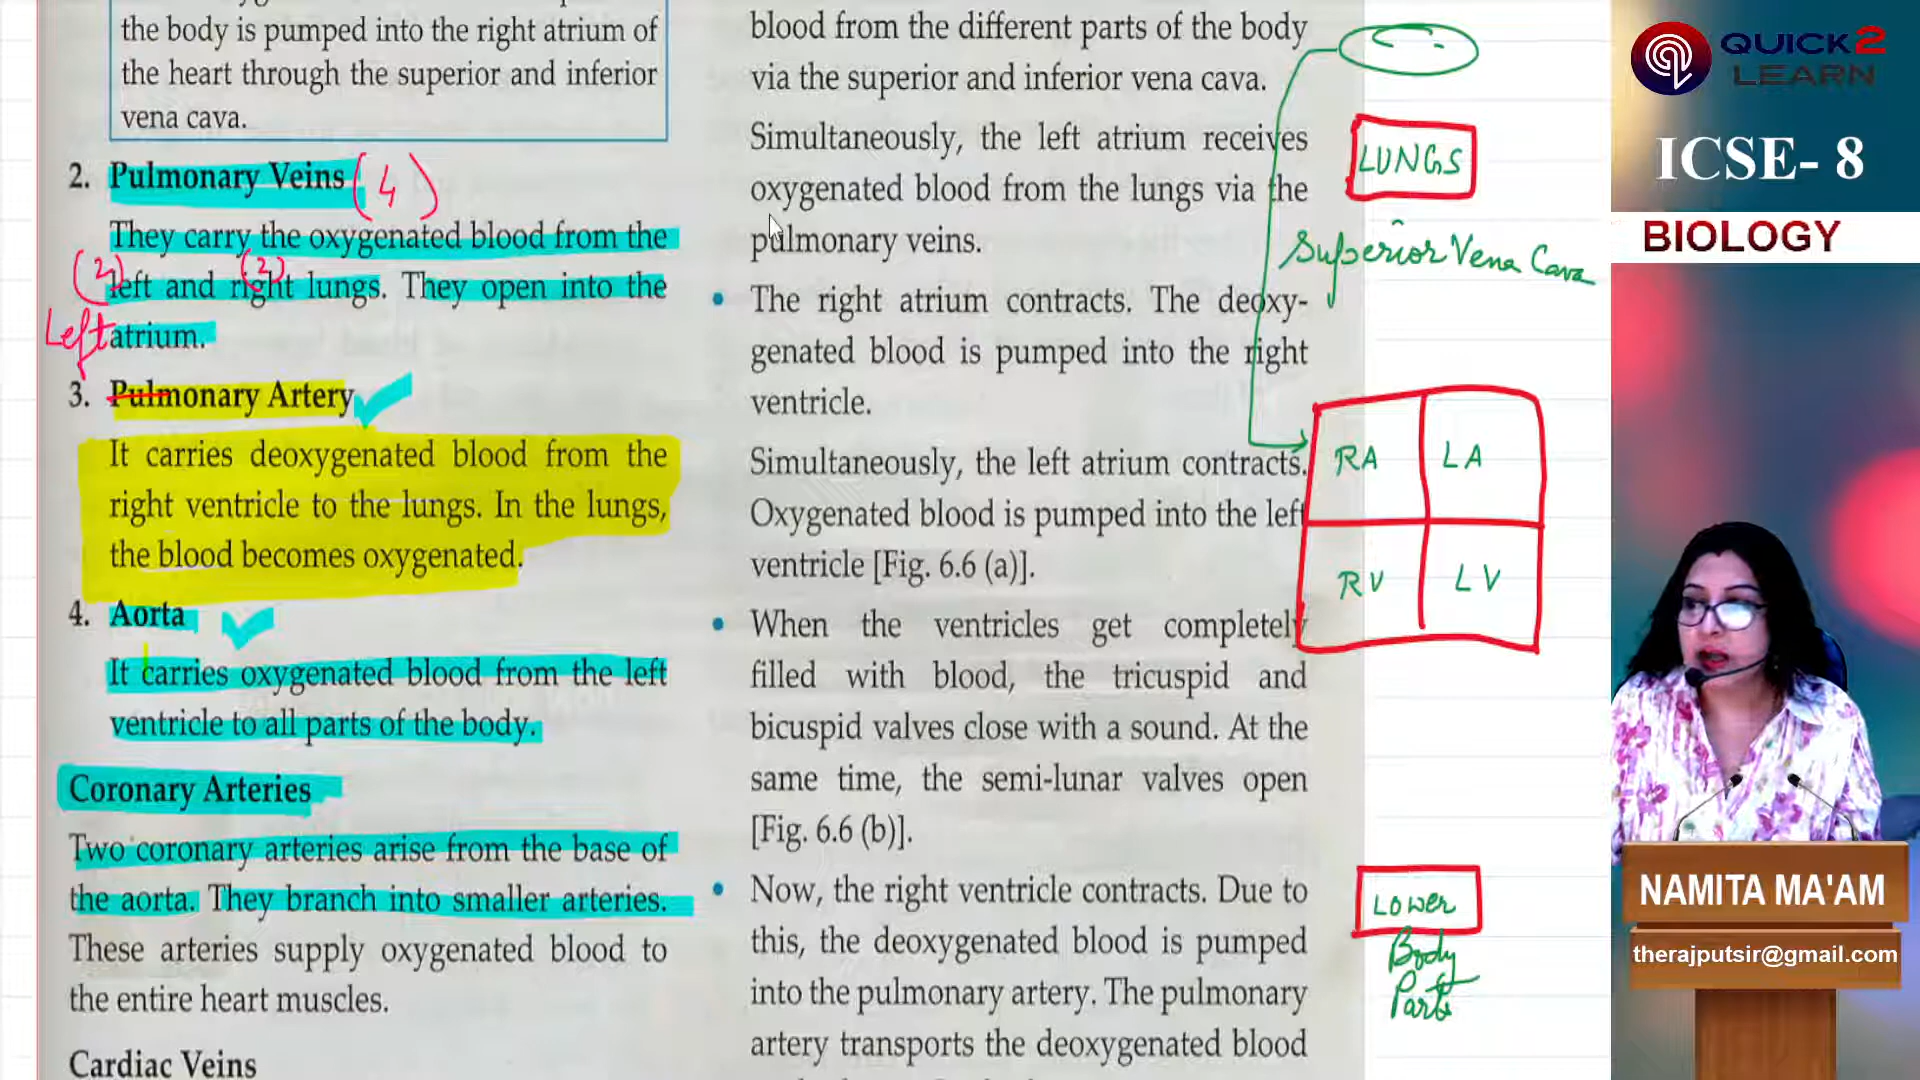 the body is pumped into the right atrium of
the heart through the superior and inferior
vena cava.
2. Pulmonary Veins (4)
They carry the oxygenated blood from the
(2) (2)
left and right lungs. They open into the
Left atrium.
3. Pulmonary Artery
It carries deoxygenated blood from the
right ventricle to the lungs. In the lungs,
the blood becomes oxygenated.
4. Aorta
It carries oxygenated blood from the left
ventricle to all parts of the body.
Coronary Arteries
Two coronary arteries arise from the base of
the aorta. They branch into smaller arteries.
These arteries supply oxygenated blood to
the entire heart muscles.
Cardiac Veins
blood from the different parts of the body
via the superior and inferior vena cava.
Simultaneously, the left atrium receives
oxygenated blood from the lungs via the
pulmonary veins.
• The right atrium contracts. The deoxy-
genated blood is pumped into the right
ventricle.
Simultaneously, the left atrium contracts.
Oxygenated blood is pumped into the left
ventricle [Fig. 6.6 (a)].
• When the ventricles get completely
filled with blood, the tricuspid and
bicuspid valves close with a sound. At the
same time, the semi-lunar valves open
[Fig. 6.6 (b)].
• Now, the right ventricle contracts. Due to
this, the deoxygenated blood is pumped
into the pulmonary artery. The pulmonary
artery transports the deoxygenated blood
LUNGS
Superior Vena Cava
RA LA
RV LV
Lower
Body
Parts
QUICK2
LEARN
ICSE- 8
BIOLOGY
NAMITA MA'AM
therajputsir@gmail.com